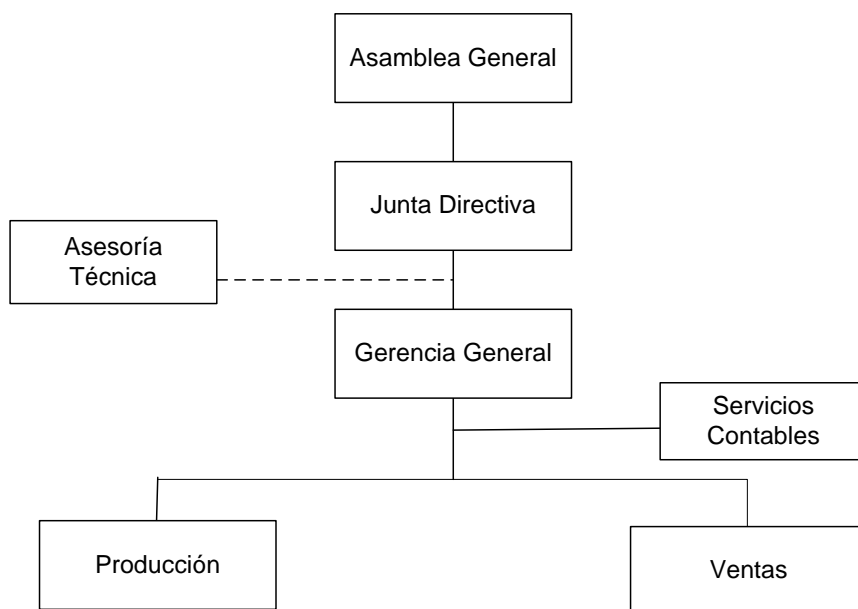 Asamblea General
Junta Directiva
Asesoría
Técnica
Gerencia General
Servicios
Contables
Producción
Ventas